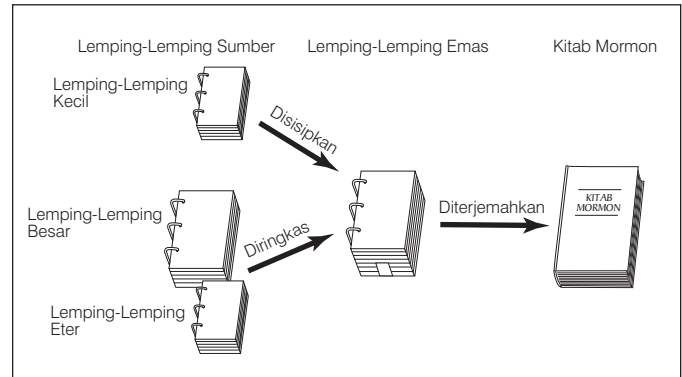 Lemping-Lemping Sumber
Lemping-Lemping Emas
Kitab Mormon
Lemping-Lemping
Kecil
Disisipkan
Lemping-Lemping
Besar
Diringkas
Diterjemahkan
KITAB
MORMON
Lemping-Lemping
Eter